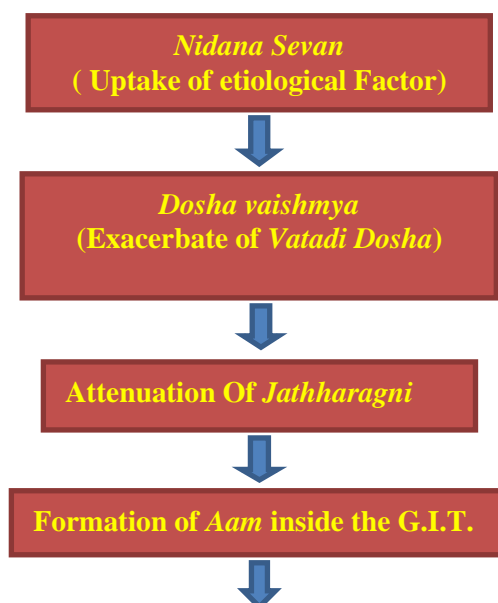 Nidana Sevan
( Uptake of etiological Factor)
Dosha vaishmya
(Exacerbate of Vatadi Dosha)
Attenuation Of Jathharagni
Formation of Aam inside the G.I.T.